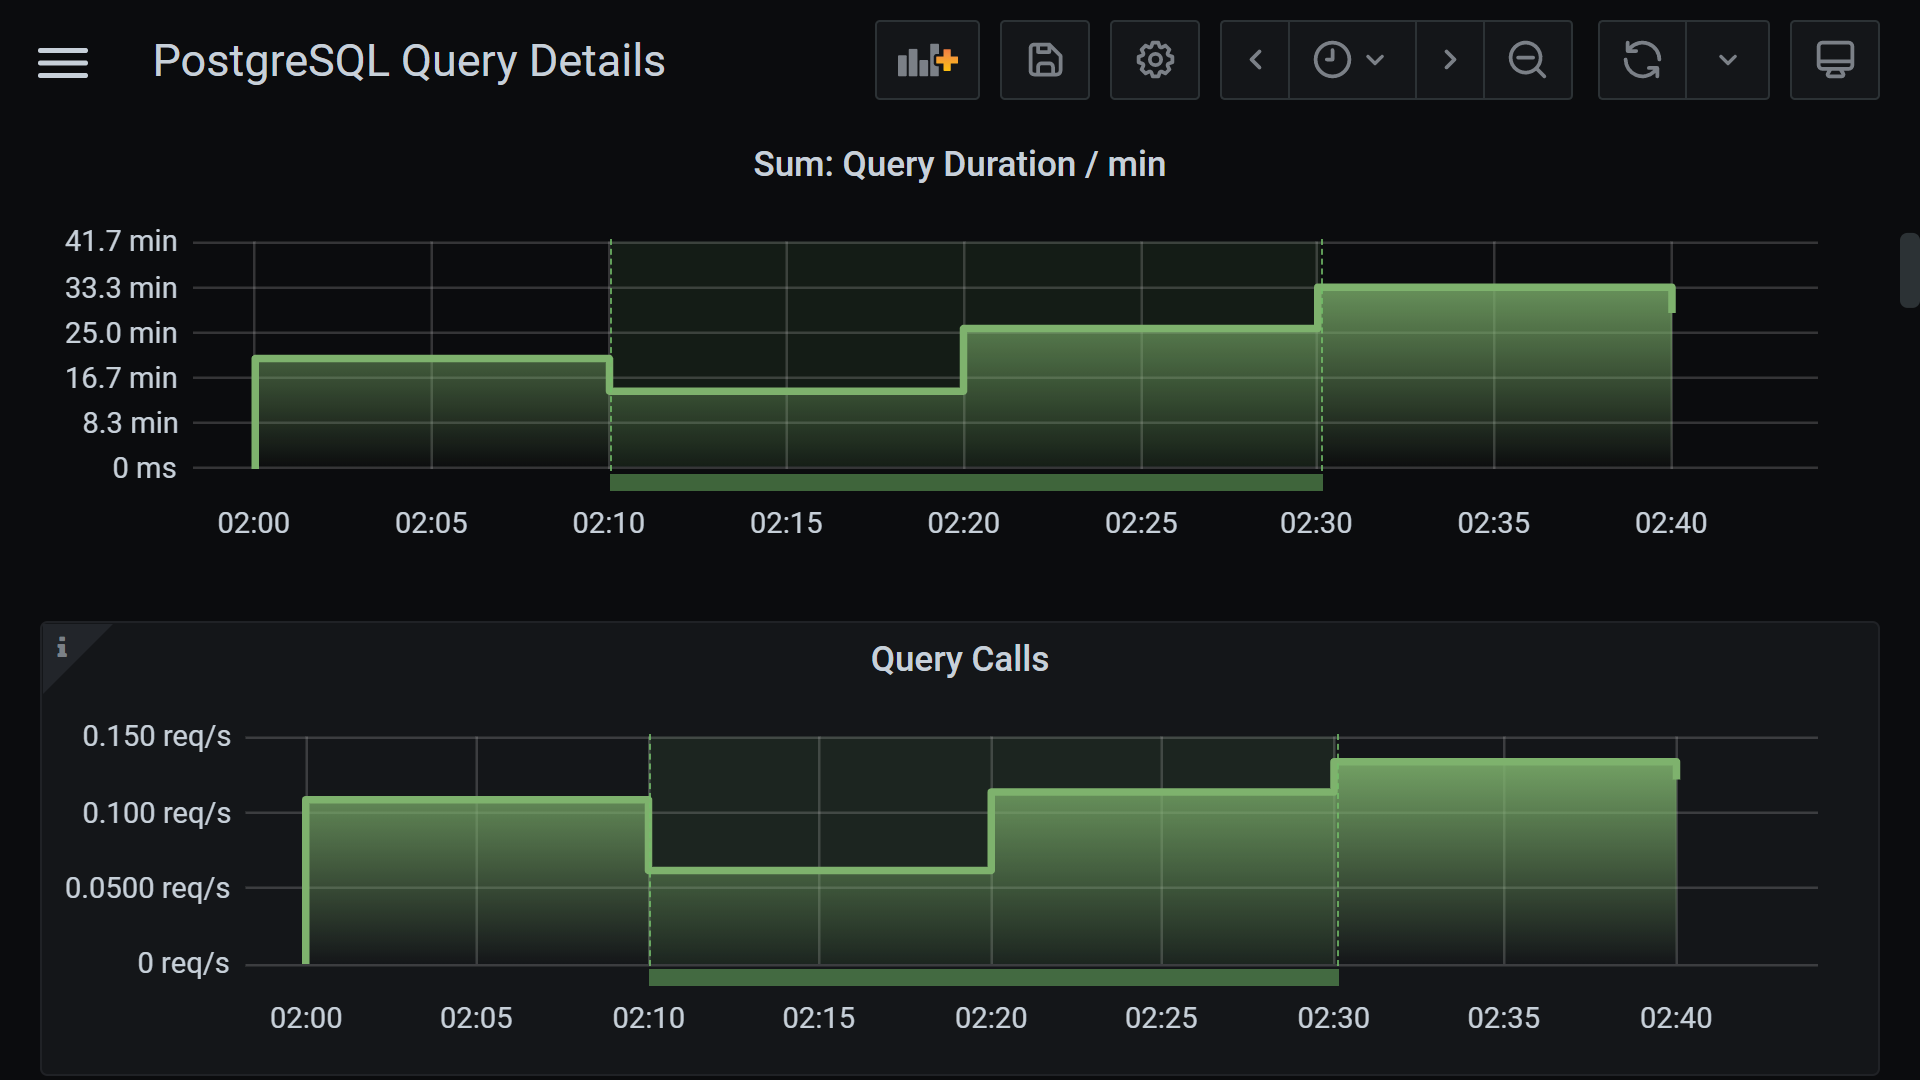 PostgreSQL Query Details
Sum: Query Duration / min
41.7 min
33.3 min
25.0 min
16.7 min
8.3 min
0 ms
02:00 02:05 02:10 02:15 02:20 02:25 02:30 02:35 02:40
i
Query Calls
0.150 req/s
0.100 req/s
0.0500 req/s
0 req/s
02:00 02:05 02:10 02:15 02:20 02:25 02:30 02:35 02:40